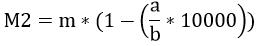 M2 = m * (1 - (a/b * 10000))